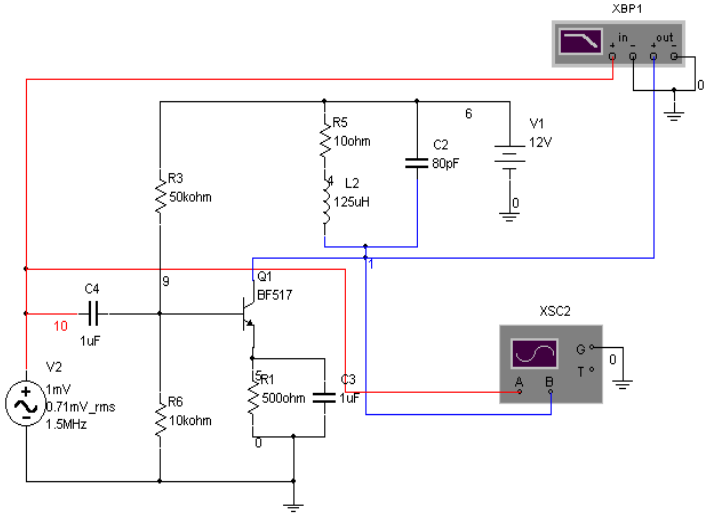 XBP1
in out
+ - + -
0
6
R5
10ohm
C2
80pF
V1
12V
0
4
L2
125uH
R3
50kohm
9
1
Q1
BF517
C4
1uF
10
XSC2
G
T
A B
0
V2
1mV
0.71mV_rms
1.5MHz
R6
10kohm
5
R1
500ohm
C3
1uF
0